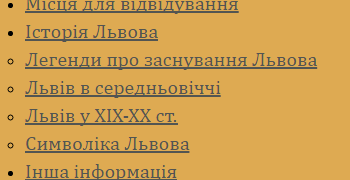 Місця для відвідування
Історія Львова
Легенди про заснування Львова
Львів в середньовіччі
Львів у XIX-XX ст.
Символіка Львова
Інша інформація